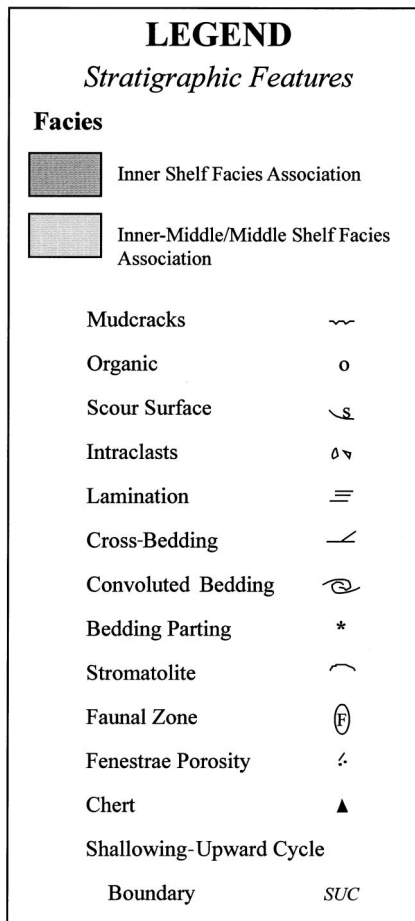 LEGEND
Stratigraphic Features
Facies
Inner Shelf Facies Association
Inner-Middle/Middle Shelf Facies
Association
Mudcracks
Organic o
Scour Surface s
Intraclasts
Lamination
Cross-Bedding
Convoluted Bedding
Bedding Parting *
Stromatolite
Faunal Zone F
Fenestrae Porosity
Chert
Shallowing-Upward Cycle
Boundary SUC